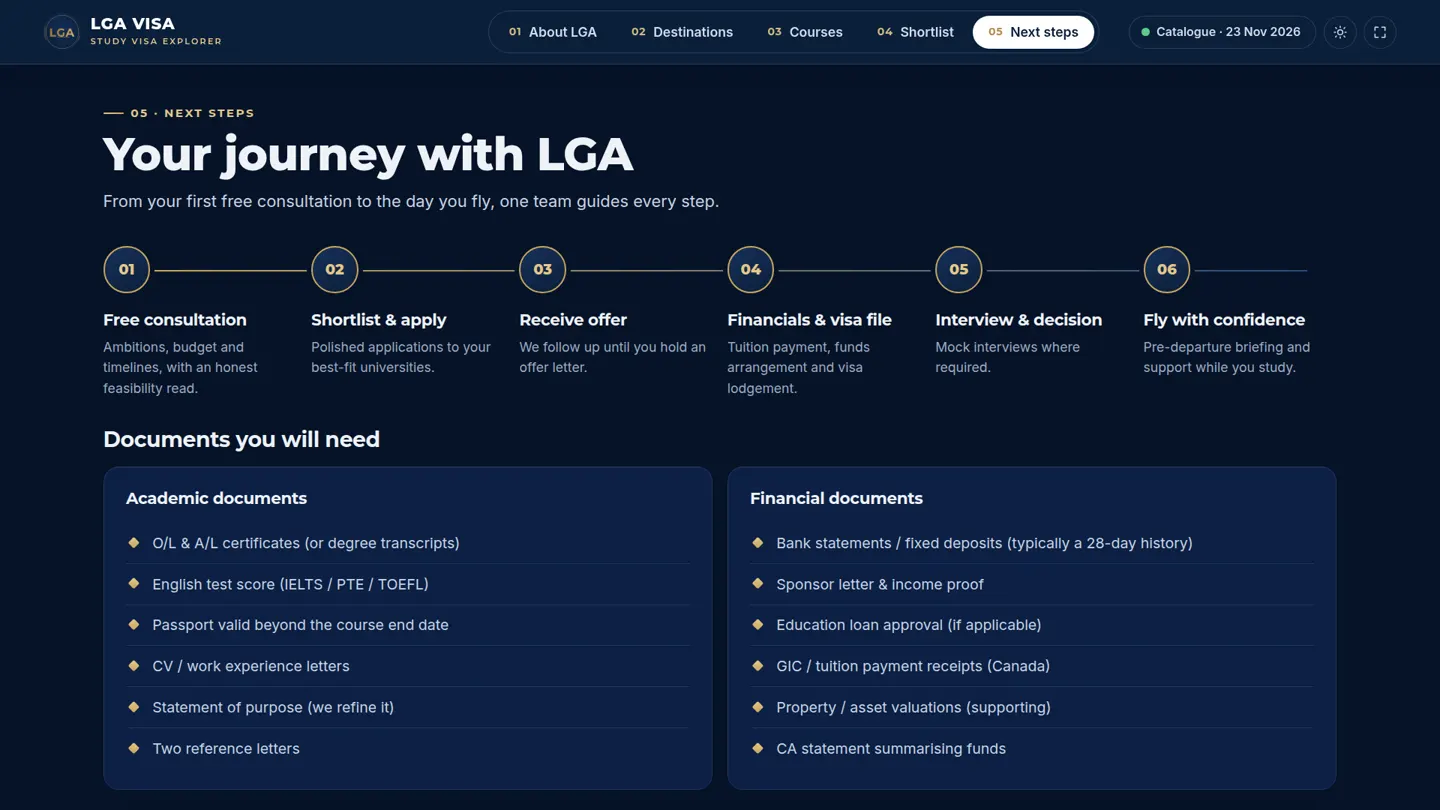 LGA
LGA VISA
STUDY VISA EXPLORER
01 About LGA
02 Destinations
03 Courses
04 Shortlist
05 Next steps
Catalogue · 23 Nov 2026
05 · NEXT STEPS
Your journey with LGA
From your first free consultation to the day you fly, one team guides every step.
01
Free consultation
Ambitions, budget and
timelines, with an honest
feasibility read.
02
Shortlist & apply
Polished applications to your
best-fit universities.
03
Receive offer
We follow up until you hold an
offer letter.
04
Financials & visa file
Tuition payment, funds
arrangement and visa
lodgement.
05
Interview & decision
Mock interviews where
required.
06
Fly with confidence
Pre-departure briefing and
support while you study.
Documents you will need
Academic documents
O/L & A/L certificates (or degree transcripts)
English test score (IELTS / PTE / TOEFL)
Passport valid beyond the course end date
CV / work experience letters
Statement of purpose (we refine it)
Two reference letters
Financial documents
Bank statements / fixed deposits (typically a 28-day history)
Sponsor letter & income proof
Education loan approval (if applicable)
GIC / tuition payment receipts (Canada)
Property / asset valuations (supporting)
CA statement summarising funds